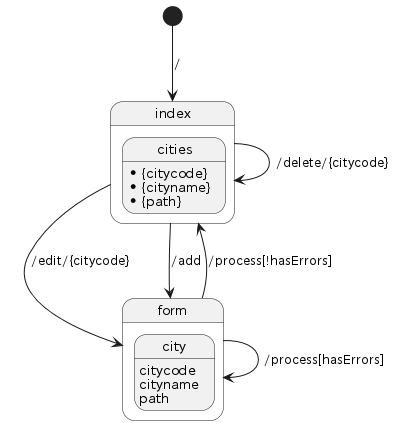 /
index
cities
• {citycode}
• {cityname}
• {path}
/delete/{citycode}
/edit/{citycode}
/add
/process[!hasErrors]
form
city
citycode
cityname
path
/process[hasErrors]